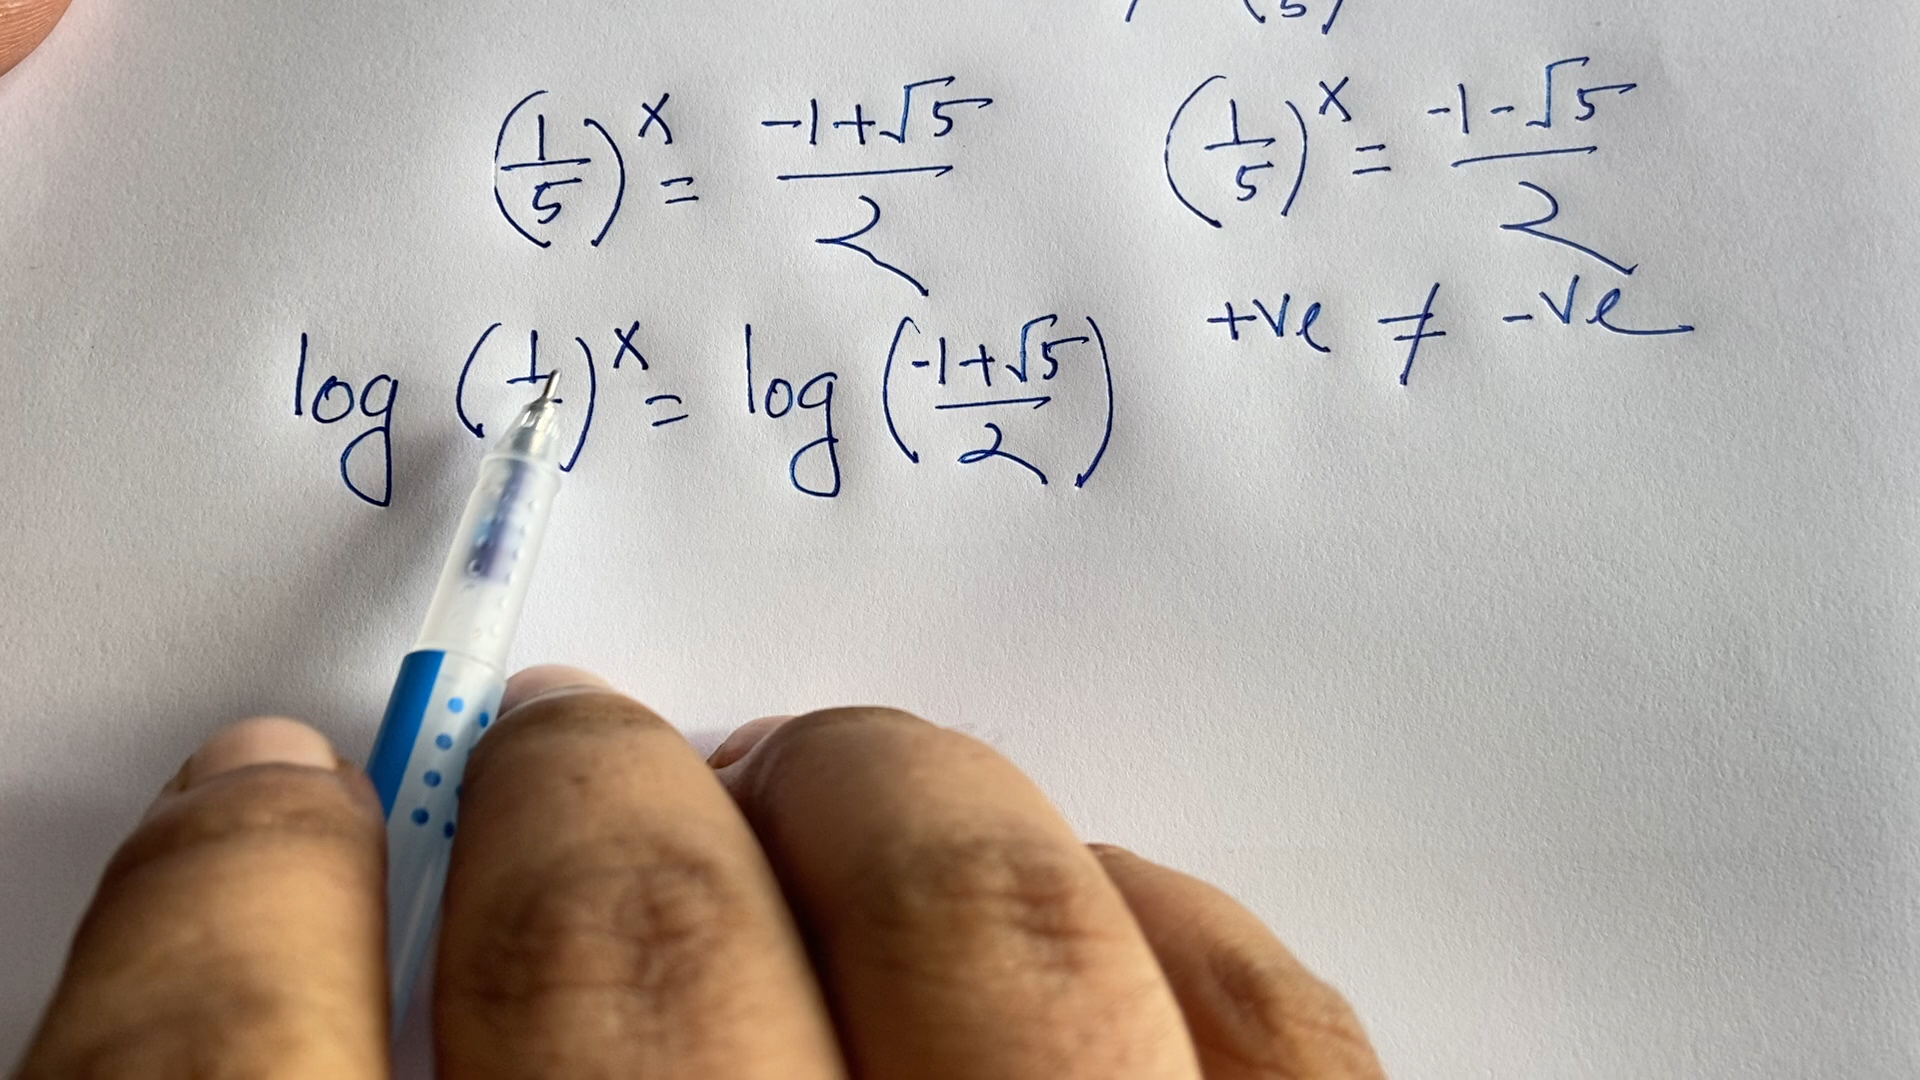 (5)
(1/5)^x = (-1+√5)/2    (1/5)^x = (-1-√5)/2
+ve ≠ -ve
log (1/)^x = log ((-1+√5)/2)